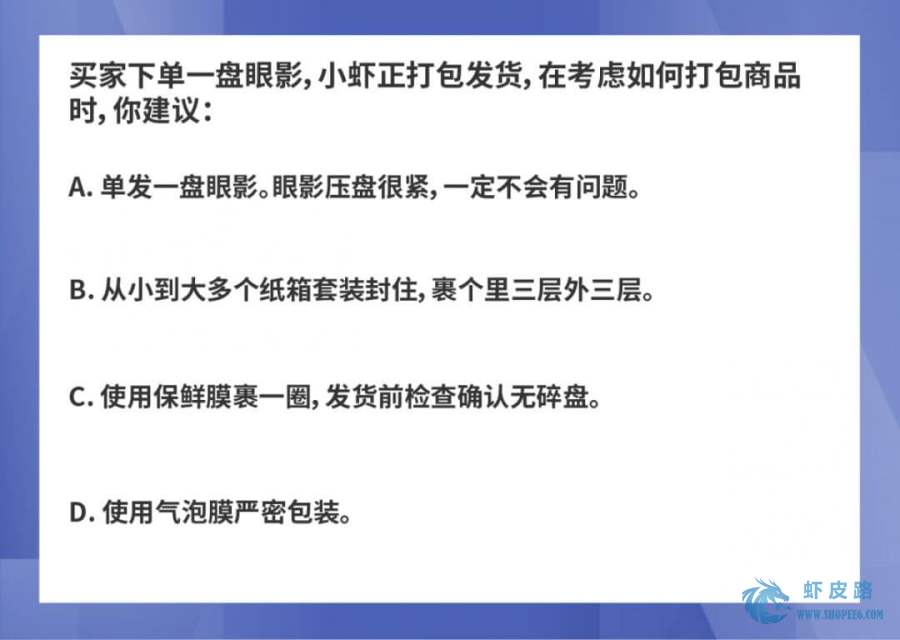 买家下单一盘眼影，小虾正打包发货，在考虑如何打包商品
时，你建议：
A. 单发一盘眼影。眼影压盘很紧，一定不会有问题。
B. 从小到大多个纸箱套装封住，裹个里三层外三层。
C. 使用保鲜膜裹一圈，发货前检查确认无碎盘。
D. 使用气泡膜严密包装。
虾皮路
WWW.SHOPEE6.COM